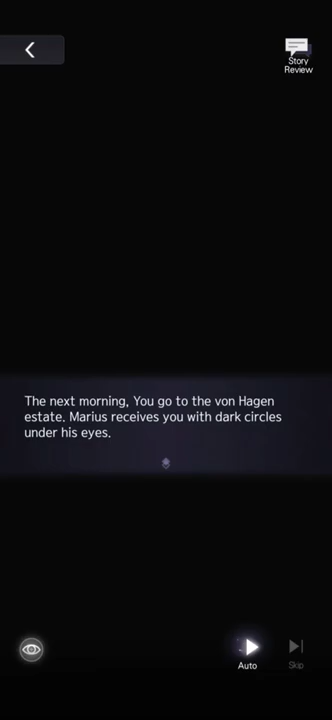 Story
Review
The next morning, You go to the von Hagen
estate. Marius receives you with dark circles
under his eyes.
Auto
Skip